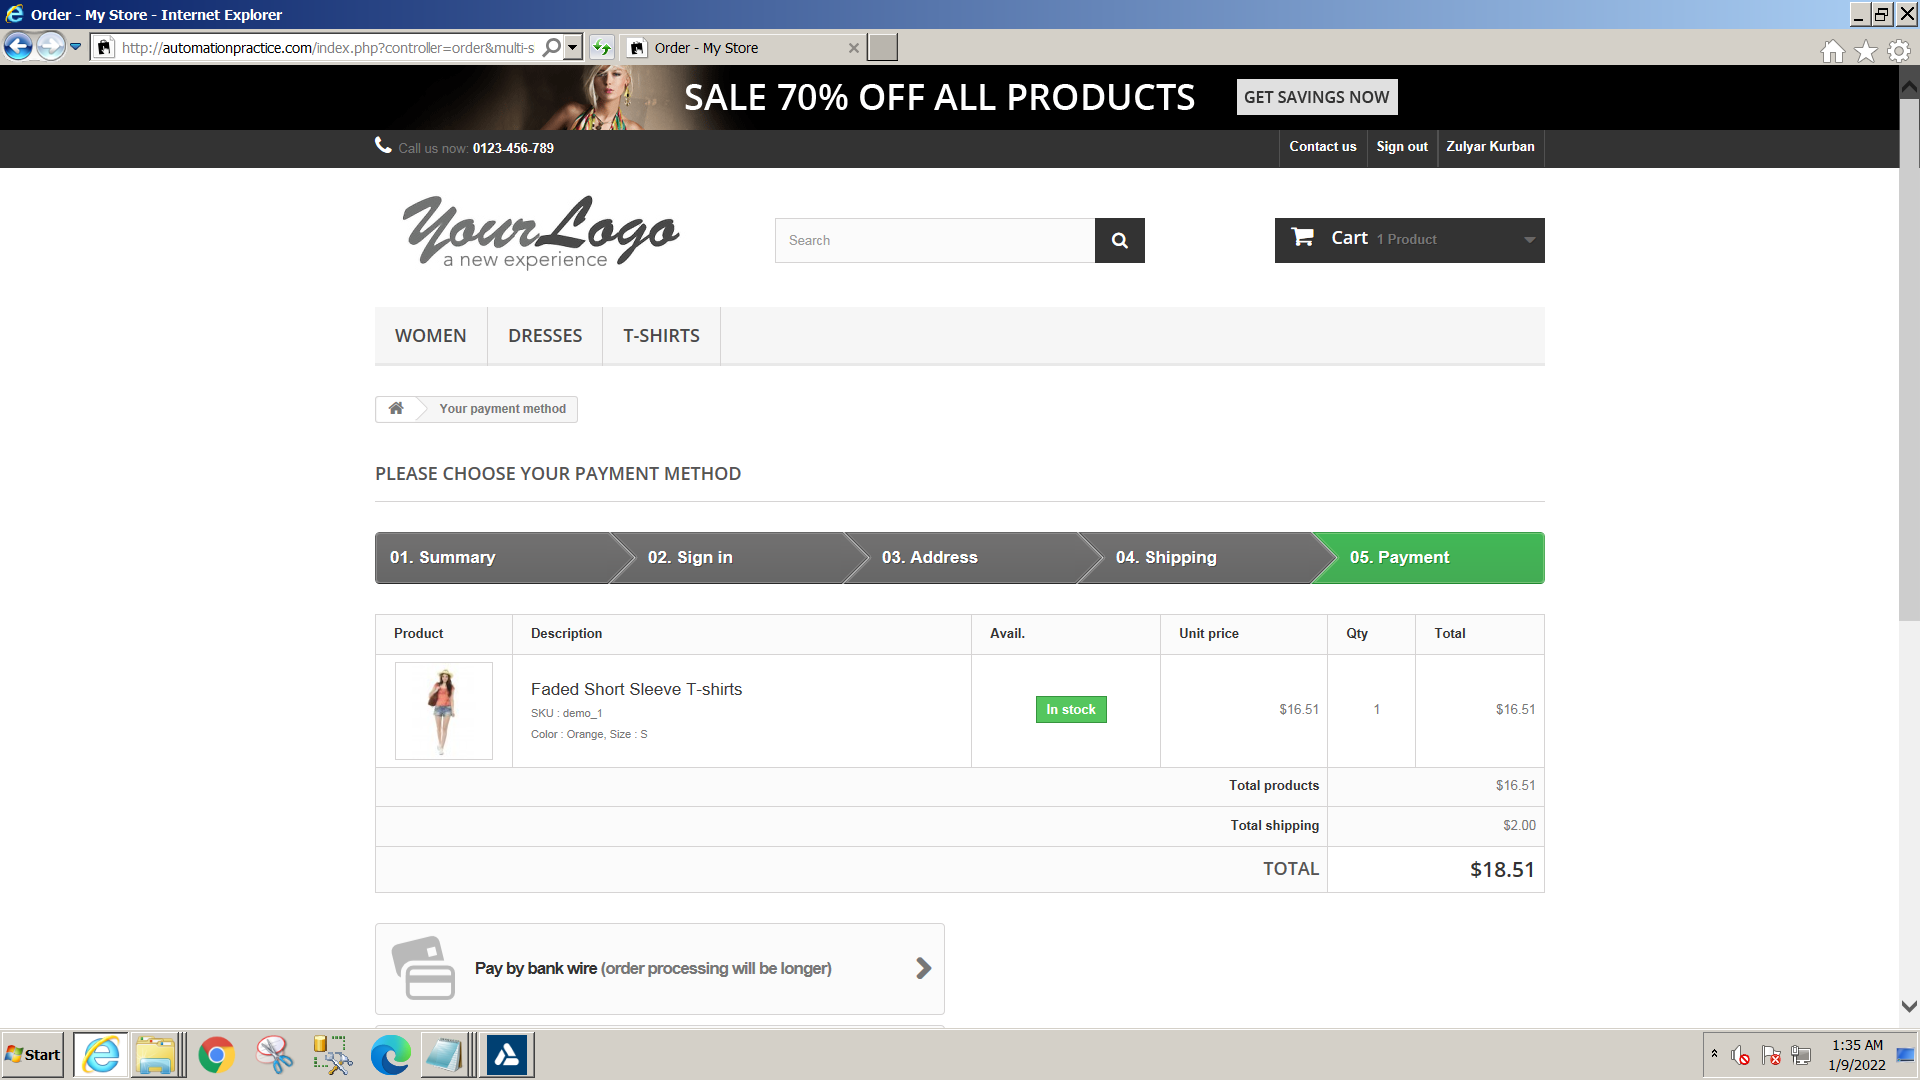 Order - My Store - Internet Explorer
http://automationpractice.com/index.php?controller=order&multi-s
Order - My Store
SALE 70% OFF ALL PRODUCTS
GET SAVINGS NOW
Call us now: 0123-456-789
Contact us
Sign out
Zulyar Kurban
YourLogo
a new experience
Search
Cart 1 Product
WOMEN
DRESSES
T-SHIRTS
Your payment method
PLEASE CHOOSE YOUR PAYMENT METHOD
01. Summary
02. Sign in
03. Address
04. Shipping
05. Payment
Product
Description
Avail.
Unit price
Qty
Total
Faded Short Sleeve T-shirts
SKU : demo_1
Color : Orange, Size : S
In stock
$16.51
1
$16.51
Total products
$16.51
Total shipping
$2.00
TOTAL
$18.51
Pay by bank wire (order processing will be longer)
Start
1:35 AM
1/9/2022